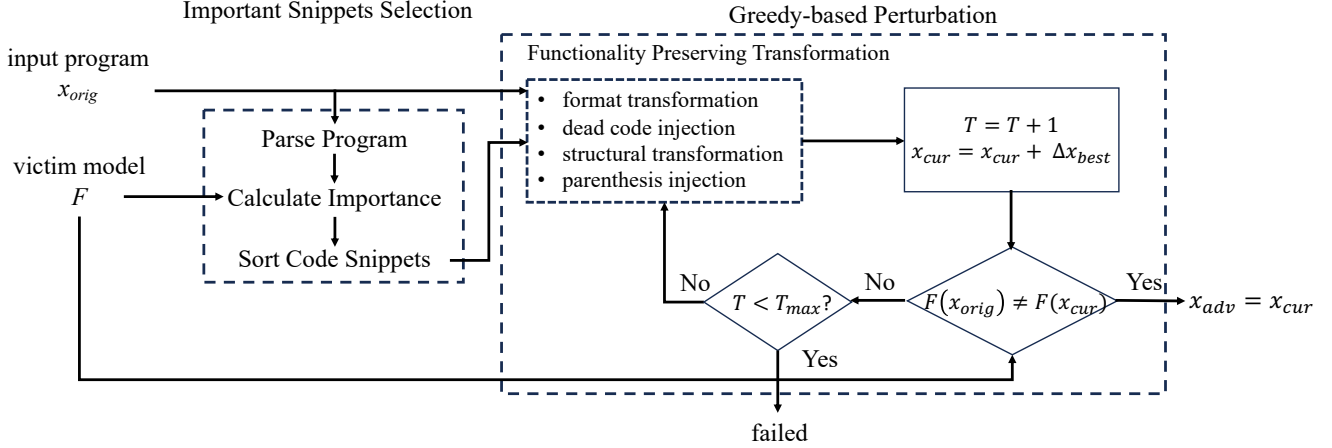 Important Snippets Selection
Greedy-based Perturbation
input program
x_orig
victim model
F
Parse Program
Calculate Importance
Sort Code Snippets
Functionality Preserving Transformation
• format transformation
• dead code injection
• structural transformation
• parenthesis injection
T = T + 1
x_cur = x_cur + Δx_best
F(x_orig) ≠ F(x_cur)
Yes
x_adv = x_cur
No
T < T_max?
No
Yes
failed